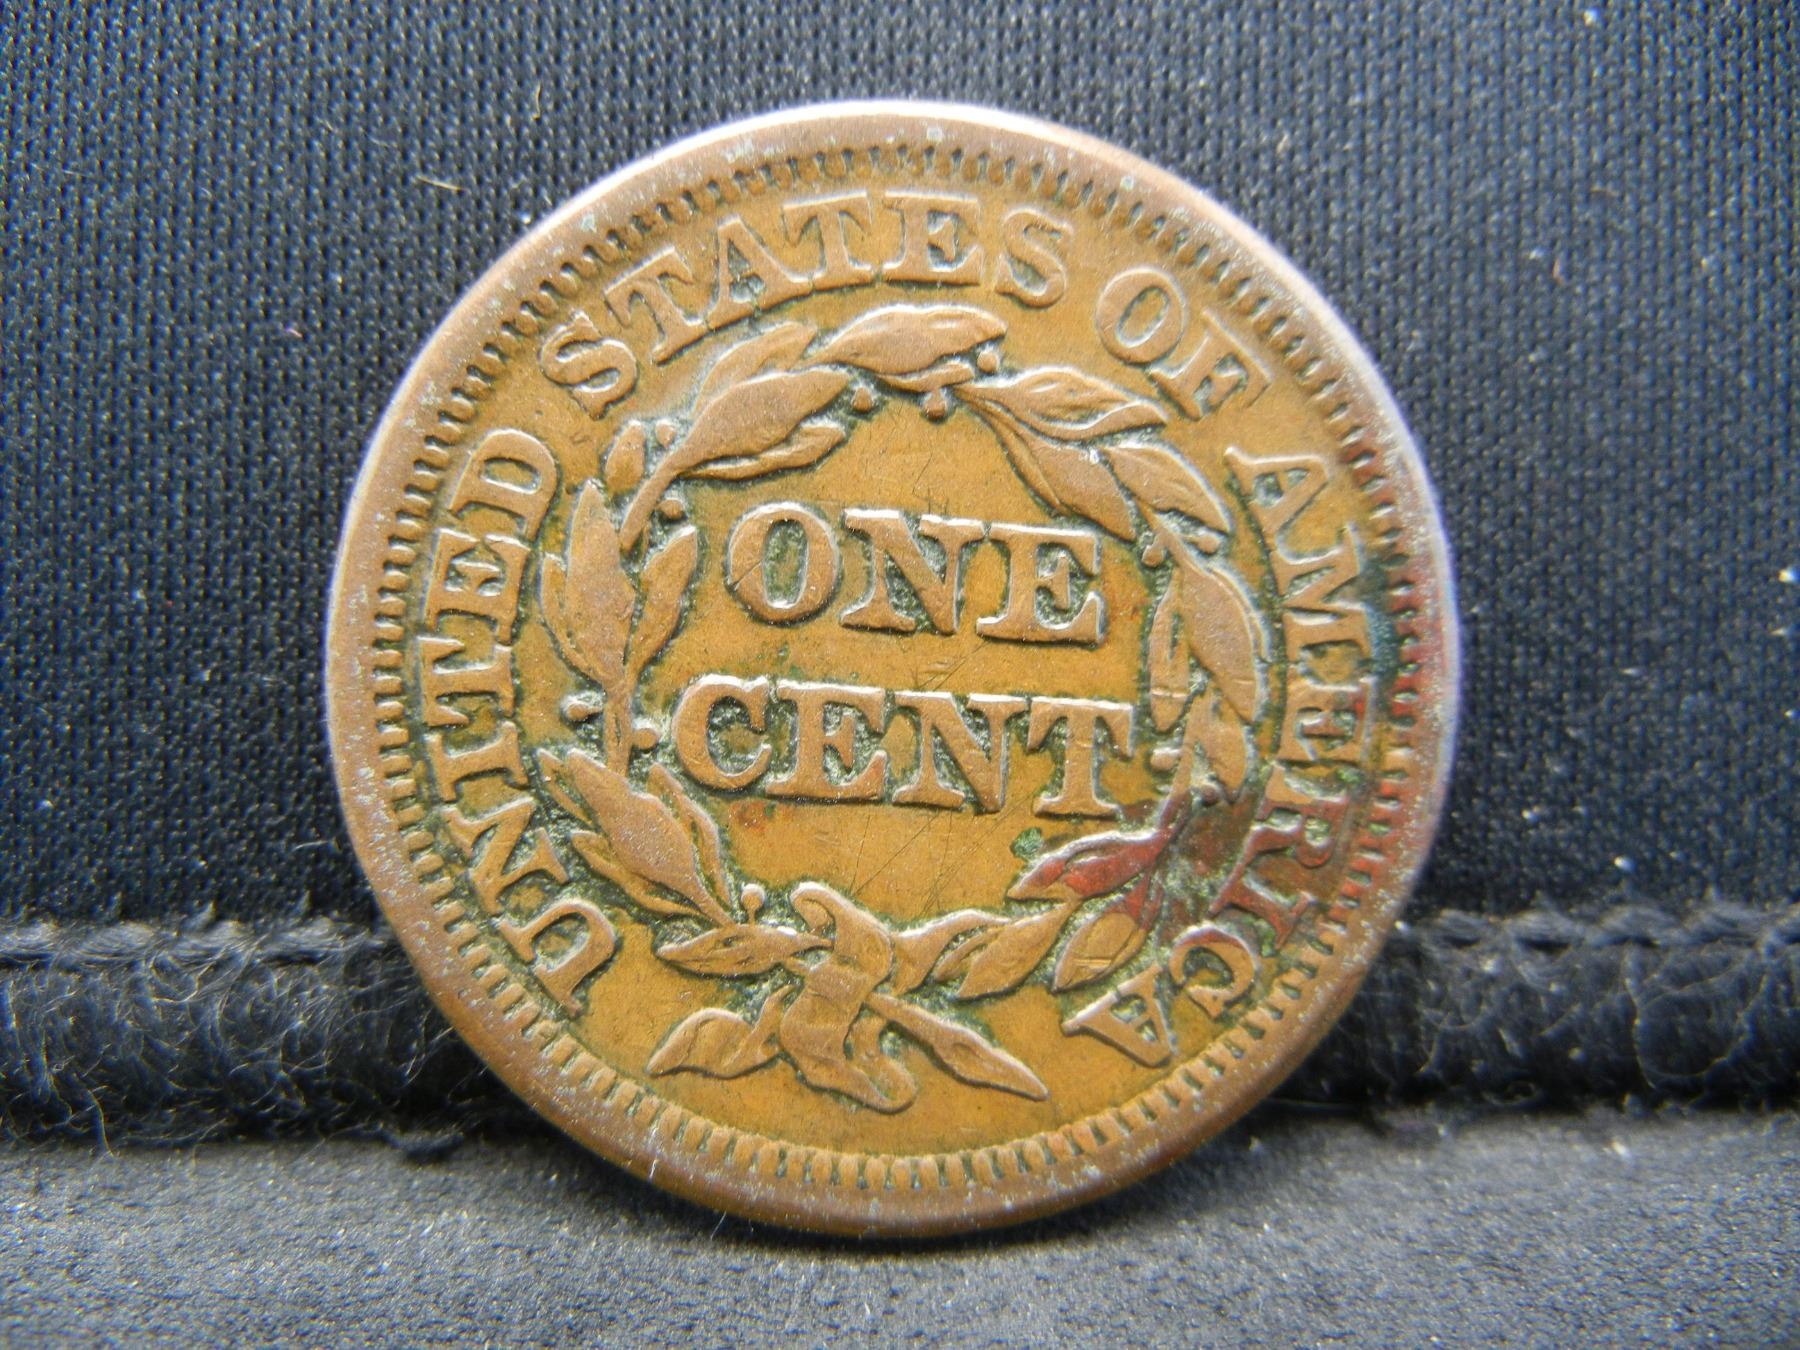 UNITED STATES OF AMERICA
ONE
CENT